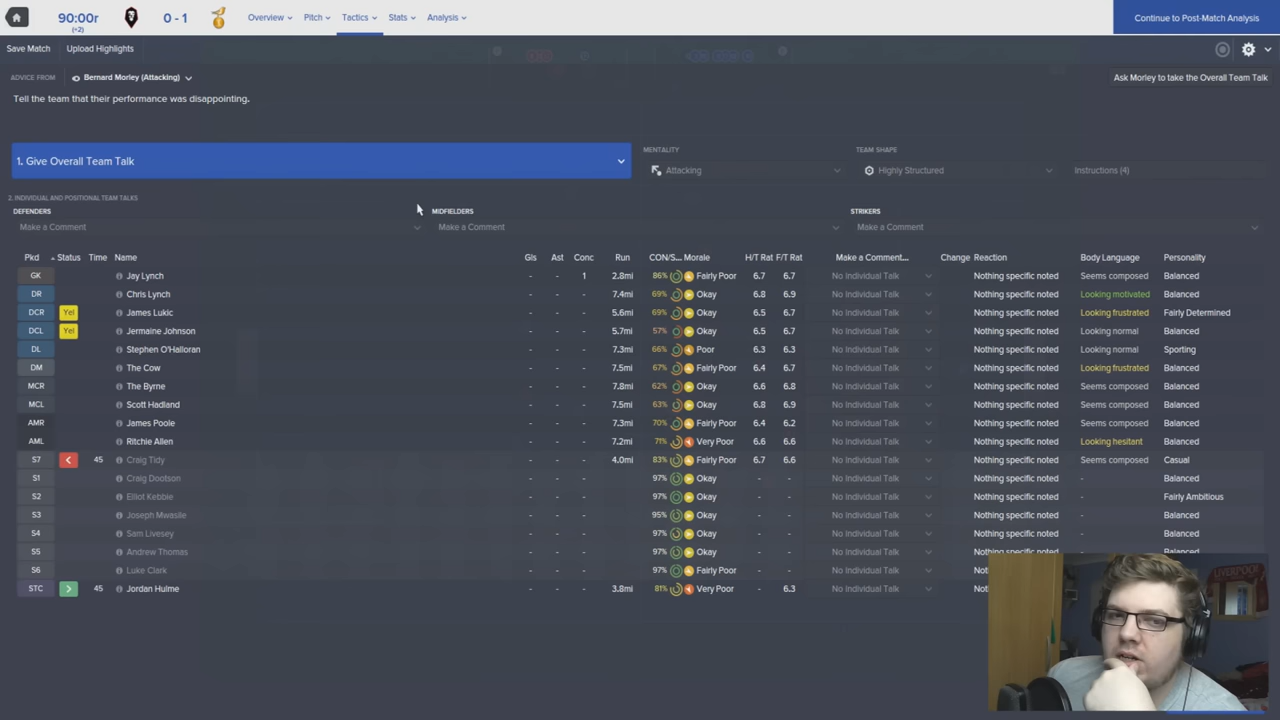 90:00r
(+2)
0 - 1
Overview Pitch Tactics Stats Analysis
Continue to Post-Match Analysis
Save Match Upload Highlights
ADVICE FROM Bernard Morley (Attacking)
Ask Morley to take the Overall Team Talk
Tell the team that their performance was disappointing.
1. Give Overall Team Talk
MENTALITY TEAM SHAPE
Attacking Highly Structured Instructions (4)
2. INDIVIDUAL AND POSITIONAL TEAM TALKS
DEFENDERS MIDFIELDERS STRIKERS
Make a Comment Make a Comment Make a Comment
Pkd Status Time Name Gls Ast Conc Run CON/S... Morale H/T Rat F/T Rat Make a Comment... Change Reaction Body Language Personality
GK Jay Lynch - - 1 2.8mi 86% Fairly Poor 6.7 6.7 No Individual Talk Nothing specific noted Seems composed Balanced
DR Chris Lynch - - - 7.4mi 69% Okay 6.8 6.9 No Individual Talk Nothing specific noted Looking motivated Balanced
DCR Yel James Lukic - - - 5.6mi 69% Okay 6.5 6.7 No Individual Talk Nothing specific noted Looking frustrated Fairly Determined
DCL Yel Jermaine Johnson - - - 5.7mi 57% Okay 6.5 6.7 No Individual Talk Nothing specific noted Looking normal Balanced
DL Stephen O'Halloran - - - 7.3mi 66% Poor 6.3 6.3 No Individual Talk Nothing specific noted Looking normal Sporting
DM The Cow - - - 7.5mi 67% Fairly Poor 6.4 6.7 No Individual Talk Nothing specific noted Looking frustrated Balanced
MCR The Byrne - - - 7.8mi 62% Okay 6.6 6.8 No Individual Talk Nothing specific noted Seems composed Balanced
MCL Scott Hadland - - - 7.5mi 63% Okay 6.8 6.9 No Individual Talk Nothing specific noted Seems composed Balanced
AMR James Poole - - - 7.3mi 70% Fairly Poor 6.4 6.2 No Individual Talk Nothing specific noted Seems composed Balanced
AML Ritchie Allen - - - 7.2mi 71% Very Poor 6.6 6.6 No Individual Talk Nothing specific noted Looking hesitant Balanced
S7 45 Craig Tidy - - - 4.0mi 83% Fairly Poor 6.7 6.6 No Individual Talk Nothing specific noted Seems composed Casual
S1 Craig Dootson - - - 97% Okay - - No Individual Talk Nothing specific noted - Balanced
S2 Elliot Kebbie - - - 97% Okay - - No Individual Talk Nothing specific noted - Fairly Ambitious
S3 Joseph Mwasile - - - 95% Okay - - No Individual Talk Nothing specific noted - Balanced
S4 Sam Livesey - - - 97% Okay - - No Individual Talk Nothing specific noted - Balanced
S5 Andrew Thomas - - - 97% Okay - - No Individual Talk Nothing specific noted - Balanced
S6 Luke Clark - - - 97% Fairly Poor - - No Individual Talk
STC 45 Jordan Hulme - - - 3.8mi 81% Very Poor - 6.3 No Individual Talk
LIVERPOOL